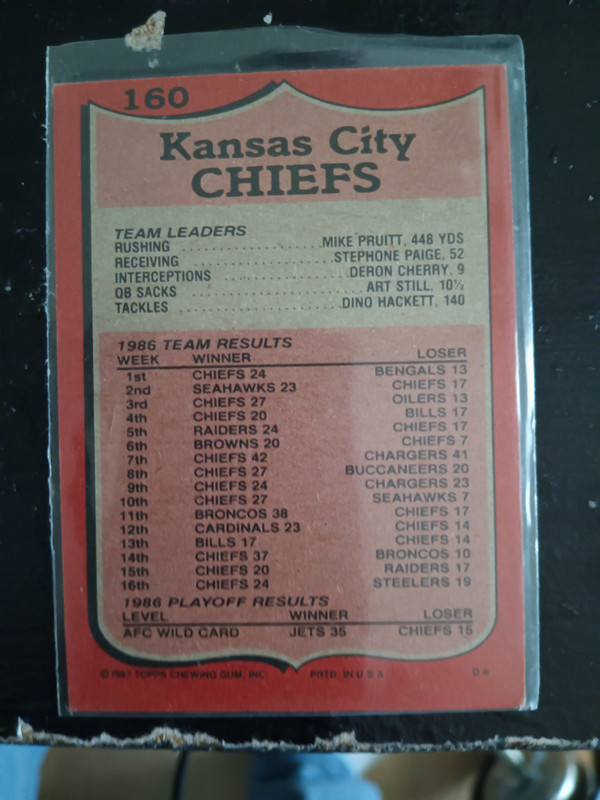 160
Kansas City
CHIEFS
TEAM LEADERS
RUSHING ..................... MIKE PRUITT, 448 YDS
RECEIVING ..................... STEPHONE PAIGE, 52
INTERCEPTIONS ..................... DERON CHERRY, 9
QB SACKS ..................... ART STILL, 10½
TACKLES ..................... DINO HACKETT, 140
1986 TEAM RESULTS
WEEK WINNER LOSER
1st CHIEFS 24 BENGALS 13
2nd SEAHAWKS 23 CHIEFS 17
3rd CHIEFS 27 OILERS 13
4th CHIEFS 20 BILLS 17
5th RAIDERS 24 CHIEFS 17
6th BROWNS 20 CHIEFS 7
7th CHIEFS 42 CHARGERS 41
8th CHIEFS 27 BUCCANEERS 20
9th CHIEFS 24 CHARGERS 23
10th CHIEFS 27 SEAHAWKS 7
11th BRONCOS 38 CHIEFS 17
12th CARDINALS 23 CHIEFS 14
13th BILLS 17 CHIEFS 14
14th CHIEFS 37 BRONCOS 10
15th CHIEFS 20 RAIDERS 17
16th CHIEFS 24 STEELERS 19
1986 PLAYOFF RESULTS
LEVEL WINNER LOSER
AFC WILD CARD JETS 35 CHIEFS 15
© 1987 TOPPS CHEWING GUM, INC. PRTD. IN U S A D*